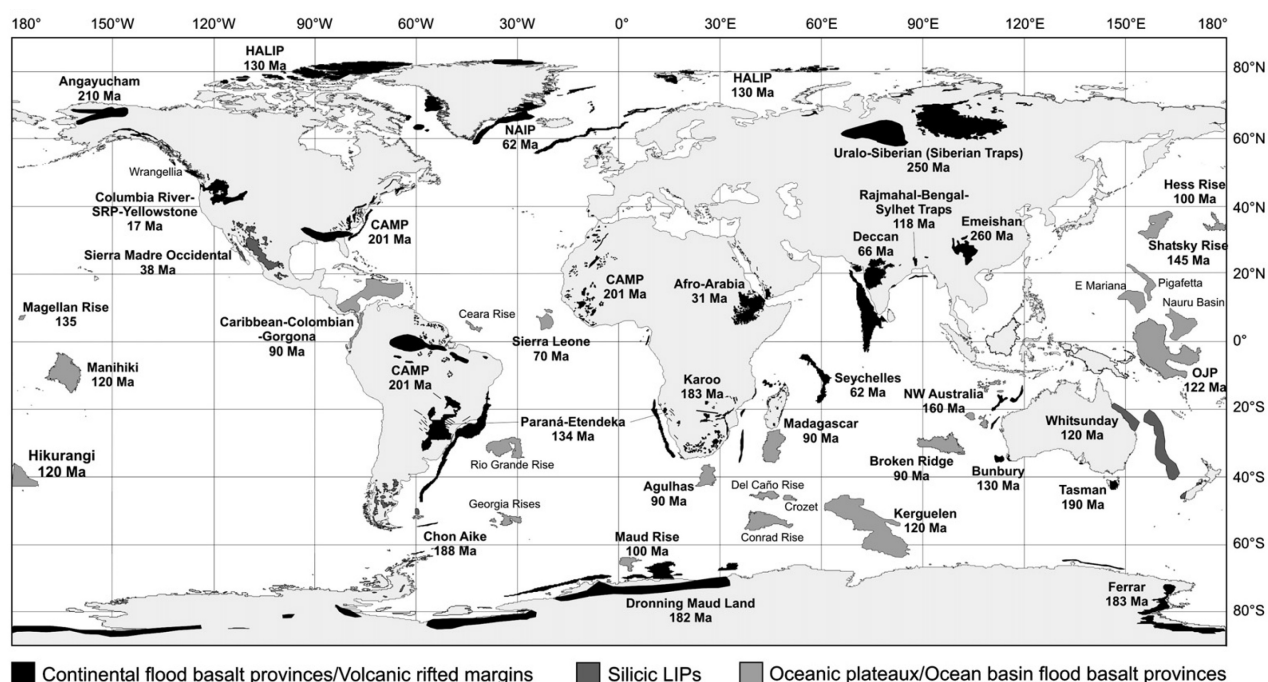 180° 150°W 120°W 90°W 60°W 30°W 0° 30°E 60°E 90°E 120°E 150°E 180°
80°N
60°N
40°N
20°N
0°
20°S
40°S
60°S
80°S
HALIP
130 Ma
Angayucham
210 Ma
NAIP
62 Ma
HALIP
130 Ma
Uralo-Siberian (Siberian Traps)
250 Ma
Wrangellia
Columbia River-
SRP-Yellowstone
17 Ma
CAMP
201 Ma
Sierra Madre Occidental
38 Ma
Rajmahal-Bengal-
Sylhet Traps
118 Ma
Deccan
66 Ma
Emeishan
260 Ma
Hess Rise
100 Ma
Shatsky Rise
145 Ma
Magellan Rise
135
Caribbean-Colombian
-Gorgona
90 Ma
Ceara Rise
Sierra Leone
70 Ma
CAMP
201 Ma
Afro-Arabia
31 Ma
E Mariana
Pigafetta
Nauru Basin
Manihiki
120 Ma
CAMP
201 Ma
Karoo
183 Ma
Seychelles
62 Ma
NW Australia
160 Ma
OJP
122 Ma
Paraná-Etendeka
134 Ma
Madagascar
90 Ma
Whitsunday
120 Ma
Hikurangi
120 Ma
Rio Grande Rise
Agulhas
90 Ma
Del Caño Rise
Crozet
Conrad Rise
Broken Ridge
90 Ma
Bunbury
130 Ma
Tasman
190 Ma
Georgia Rises
Chon Aike
188 Ma
Kerguelen
120 Ma
Maud Rise
100 Ma
Dronning Maud Land
182 Ma
Ferrar
183 Ma
Continental flood basalt provinces/Volcanic rifted margins Silicic LIPs Oceanic plateaux/Ocean basin flood basalt provinces